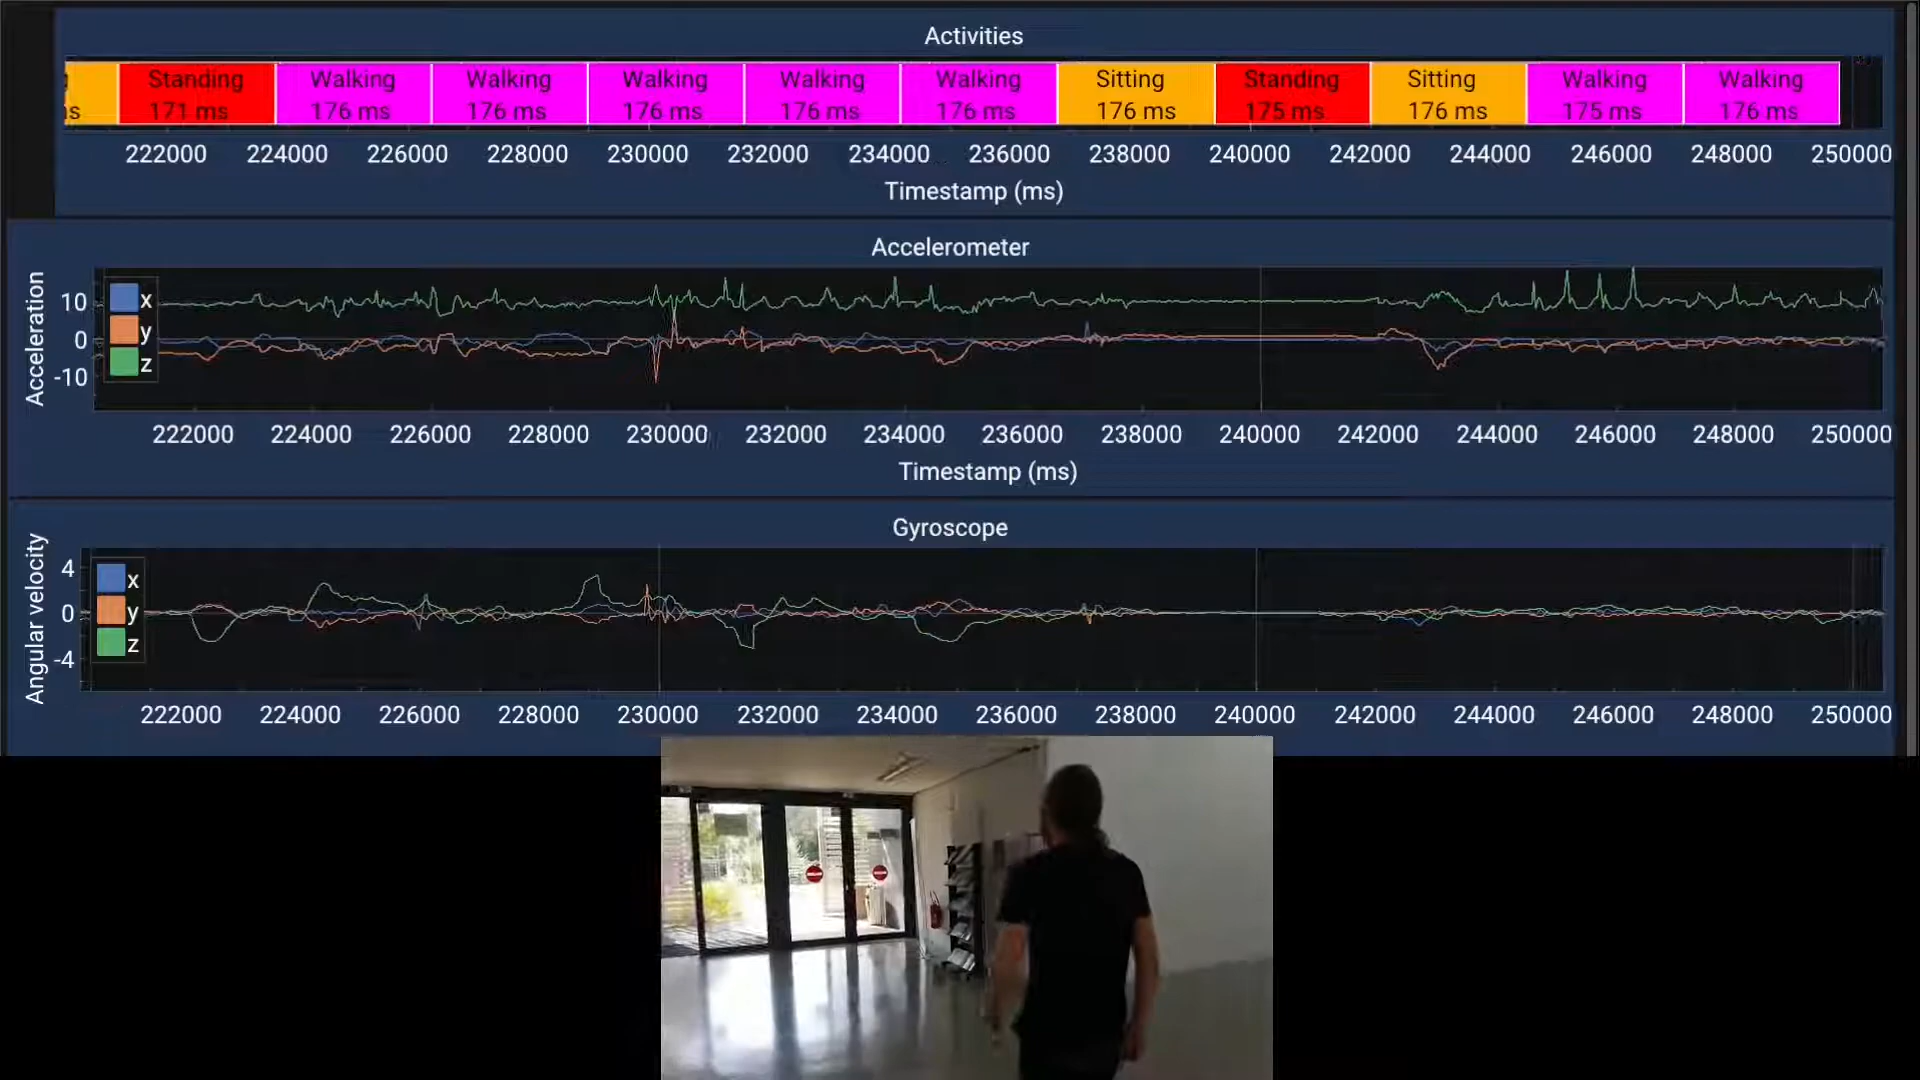 Activities
Standing Walking Walking Walking Walking Walking Sitting Standing Sitting Walking Walking
171 ms 176 ms 176 ms 176 ms 176 ms 176 ms 176 ms 175 ms 176 ms 175 ms 176 ms
222000 224000 226000 228000 230000 232000 234000 236000 238000 240000 242000 244000 246000 248000 250000
Timestamp (ms)
Accelerometer
Acceleration
10
0
-10
x
y
z
222000 224000 226000 228000 230000 232000 234000 236000 238000 240000 242000 244000 246000 248000 250000
Timestamp (ms)
Gyroscope
Angular velocity
4
0
-4
x
y
z
222000 224000 226000 228000 230000 232000 234000 236000 238000 240000 242000 244000 246000 248000 250000